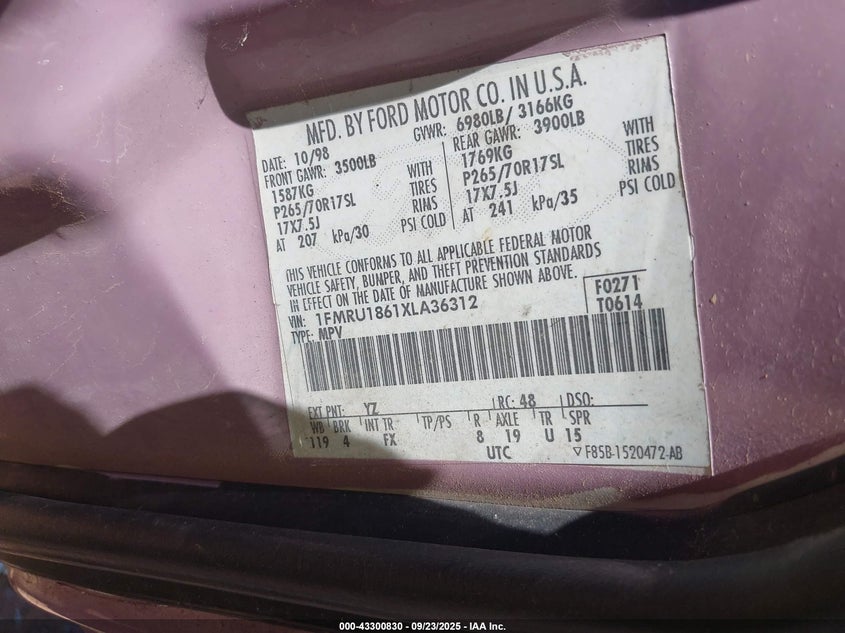 MFD. BY FORD MOTOR CO. IN U.S.A.
DATE: 10/98 GVWR: 6980LB/ 3166KG
FRONT GAWR: 3500LB REAR GAWR: 3900LB
1587KG WITH 1769KG WITH
P265/70R17SL TIRES P265/70R17SL TIRES
17X7.5J RIMS 17X7.5J RIMS
AT 207 kPa/30 PSI COLD AT 241 kPa/35 PSI COLD
THIS VEHICLE CONFORMS TO ALL APPLICABLE FEDERAL MOTOR
VEHICLE SAFETY, BUMPER, AND THEFT PREVENTION STANDARDS
IN EFFECT ON THE DATE OF MANUFACTURE SHOWN ABOVE.
VIN: 1FMRU1861XLA36312 F0271
TYPE: MPV T0614
EXT PNT: YZ RC: 48 DSO:
WB BRK INT TR TP/PS R AXLE TR SPR
119 4 FX 8 19 U 15
UTC ▽ F85B-1520472-AB
000-43300830 - 09/23/2025 - IAA Inc.